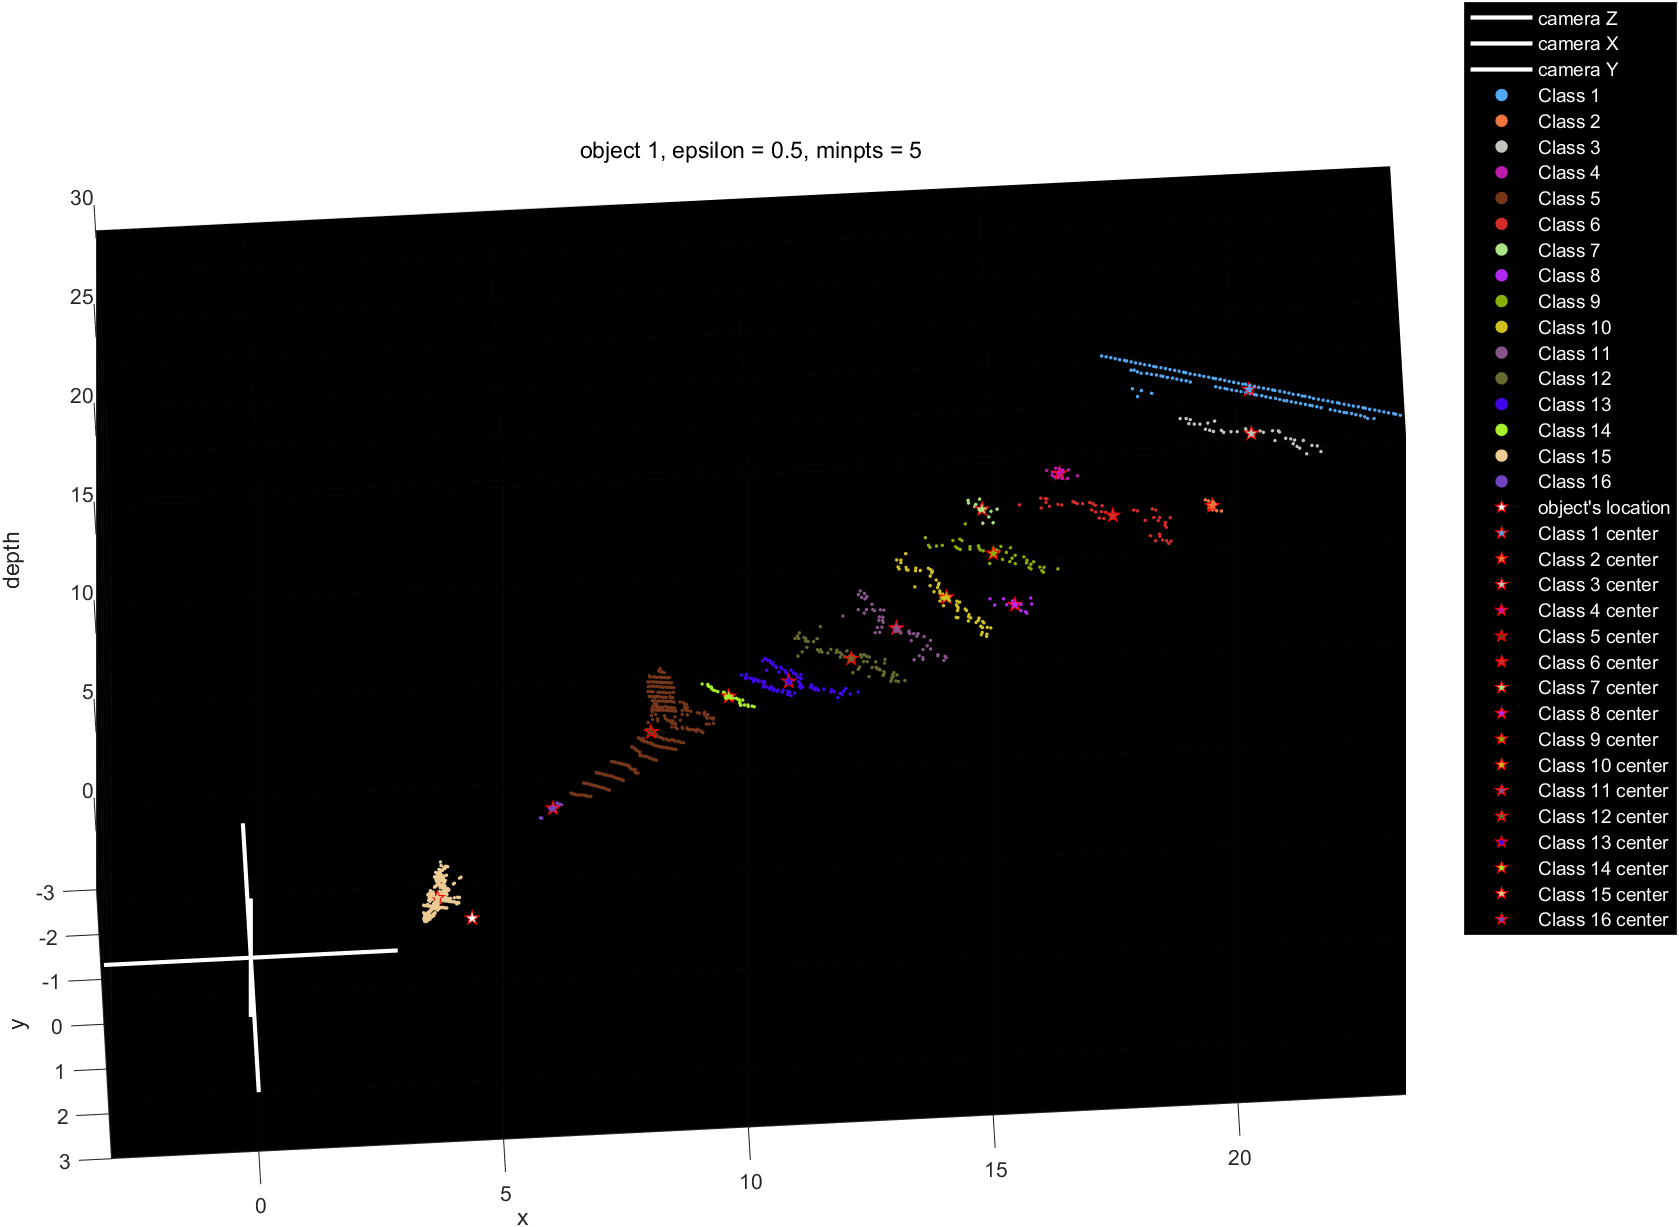 object 1, epsilon = 0.5, minpts = 5
30
25
20
15
10
5
0
depth
-3
-2
-1
0
1
2
3
y
0
5
10
15
20
x
camera Z
camera X
camera Y
Class 1
Class 2
Class 3
Class 4
Class 5
Class 6
Class 7
Class 8
Class 9
Class 10
Class 11
Class 12
Class 13
Class 14
Class 15
Class 16
object's location
Class 1 center
Class 2 center
Class 3 center
Class 4 center
Class 5 center
Class 6 center
Class 7 center
Class 8 center
Class 9 center
Class 10 center
Class 11 center
Class 12 center
Class 13 center
Class 14 center
Class 15 center
Class 16 center